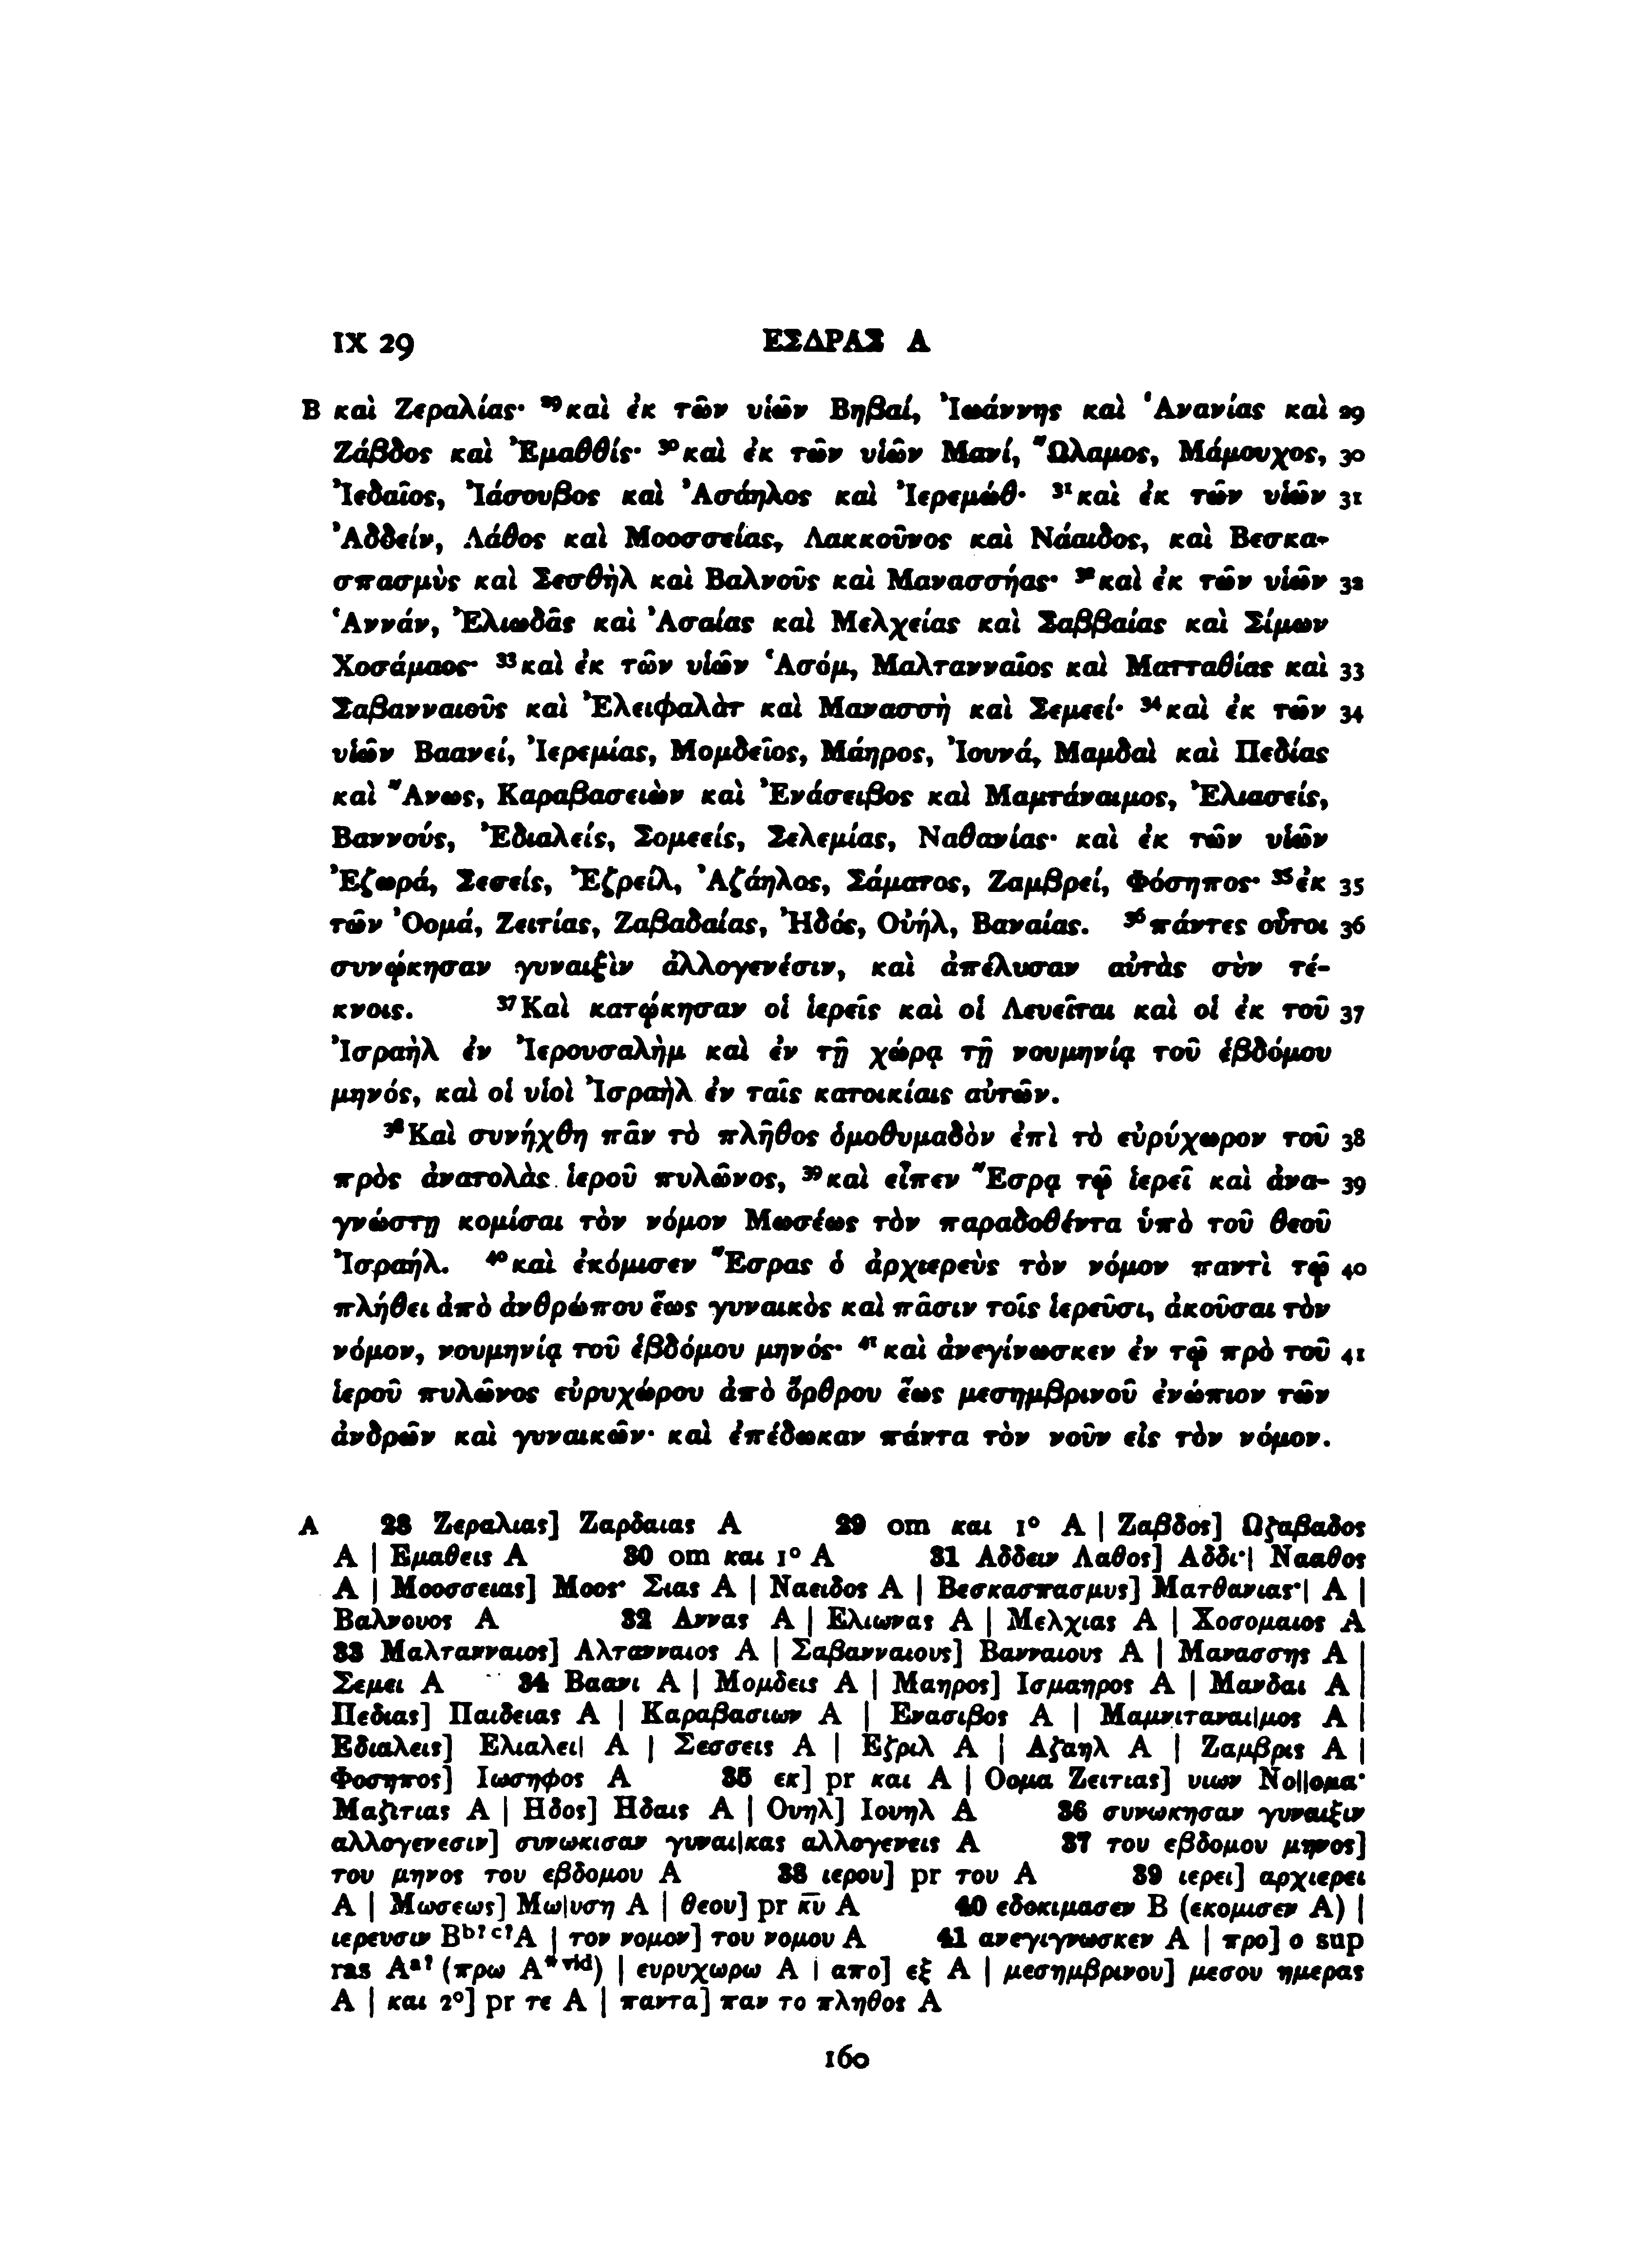 IX 29 ΕΣΔΡΑΣ Α
B καὶ Ζεραλίας· ²⁹καὶ ἐκ τῶν υἱῶν Βηβαί, Ἰωάννης καὶ Ἁνανίας καὶ 29
Ζάβδος καὶ Ἐμαθθίς· ³⁰καὶ ἐκ τῶν υἱῶν Μανί, Ὤλαμος, Μάμουχος, 30
Ἰεδαῖος, Ἰάσουβος καὶ Ἀσάηλος καὶ Ἰερεμώθ· ³¹καὶ ἐκ τῶν υἱῶν 31
Ἀδδείν, Λάθος καὶ Μοοσσείας, Λακκοῦνος καὶ Νάαιδος, καὶ Βεσκα-
σπασμὺς καὶ Σεσθὴλ καὶ Βαλνοῦς καὶ Μανασσήας· ³²καὶ ἐκ τῶν υἱῶν 32
Ἁννάν, Ἐλιωδᾶς καὶ Ἀσαίας καὶ Μελχείας καὶ Σαββαίας καὶ Σίμων
Χοσάμαος· ³³καὶ ἐκ τῶν υἱῶν Ἁσόμ, Μαλτανναῖος καὶ Ματταθίας καὶ 33
Σαβανναιοῦς καὶ Ἐλειφαλὰτ καὶ Μανασσὴ καὶ Σεμεεί· ³⁴καὶ ἐκ τῶν 34
υἱῶν Βαανεί, Ἰερεμίας, Μομδεῖος, Μάηρος, Ἰουνά, Μαμδαὶ καὶ Πεδίας
καὶ Ἄνως, Καραβασειὼν καὶ Ἐνάσειβος καὶ Μαμτάναιμος, Ἐλιασείς,
Βαννούς, Ἐδιαλείς, Σομεείς, Σελεμίας, Ναθανίας· καὶ ἐκ τῶν υἱῶν
Ἐζωρά, Σεσείς, Ἐζρείλ, Ἀζάηλος, Σάματος, Ζαμβρεί, Φόσηπος· ³⁵ἐκ 35
τῶν Ὀομά, Ζειτίας, Ζαβαδαίας, Ἠδός, Οὐήλ, Βαναίας. ³⁶πάντες οὗτοι 36
συνῴκησαν γυναιξὶν ἀλλογενέσιν, καὶ ἀπέλυσαν αὐτὰς σὺν τέ-
κνοις. ³⁷Καὶ κατῴκησαν οἱ ἱερεῖς καὶ οἱ Λευεῖται καὶ οἱ ἐκ τοῦ 37
Ἰσραὴλ ἐν Ἰερουσαλὴμ καὶ ἐν τῇ χώρᾳ τῇ νουμηνίᾳ τοῦ ἑβδόμου
μηνός, καὶ οἱ υἱοὶ Ἰσραὴλ ἐν ταῖς κατοικίαις αὐτῶν.
³⁸Καὶ συνήχθη πᾶν τὸ πλῆθος ὁμοθυμαδὸν ἐπὶ τὸ εὐρύχωρον τοῦ 38
πρὸς ἀνατολὰς ἱεροῦ πυλῶνος, ³⁹καὶ εἶπεν Ἔσρᾳ τῷ ἱερεῖ καὶ ἀνα- 39
γνώστῃ κομίσαι τὸν νόμον Μωσέως τὸν παραδοθέντα ὑπὸ τοῦ θεοῦ
Ἰσραήλ. ⁴⁰καὶ ἐκόμισεν Ἔσρας ὁ ἀρχιερεὺς τὸν νόμον παντὶ τῷ 40
πλήθει ἀπὸ ἀνθρώπου ἕως γυναικὸς καὶ πᾶσιν τοῖς ἱερεῦσι, ἀκοῦσαι τὸν
νόμον, νουμηνίᾳ τοῦ ἑβδόμου μηνός· ⁴¹καὶ ἀνεγίνωσκεν ἐν τῷ πρὸ τοῦ 41
ἱεροῦ πυλῶνος εὐρυχώρου ἀπὸ ὄρθρου ἕως μεσημβρινοῦ ἐνώπιον τῶν
ἀνδρῶν καὶ γυναικῶν· καὶ ἐπέδωκαν πάντα τὸν νοῦν εἰς τὸν νόμον.
A 28 Ζεραλιας] Ζαρδαιας A 29 om και 1° A | Ζαβδος] Ωζαβαδος
A | Εμαθεις A 30 om και 1° A 31 Αδδειν Λαθος] Αδδι·| Νααθος
A | Μοοσσειας] Μοος· Σιας A | Ναειδος A | Βεσκασπασμυς] Ματθανιας·| A |
Βαλνουος A 32 Ανναs A | Ελιωνας A | Μελχιας A | Χοσομαιος A
33 Μαλτανναιος] Αλτανναιος A | Σαβανναιους] Βανναιους A | Μανασσης A |
Σεμει A 34 Βαανι A | Μομδεις A | Μαηρος] Ισμαηρος A | Μανδαι A |
Πεδιας] Παιδειας A | Καραβασιων A | Ενασιβος A | Μαμνιταναι|μος A |
Εδιαλεις] Ελιαλει| A | Σεσσεις A | Εζριλ A | Αζαηλ A | Ζαμβρις A |
Φοσηπος] Ιωσηφος A 35 εκ] pr και A | Οομα Ζειτιας] υιων Νο||ομα·
Μαζιτιας A | Ηδος] Ηδαις A | Ουηλ] Ιουηλ A 36 συνωκησαν γυναιξιν
αλλογενεσιν] συνωκισαν γυναι|κας αλλογενεις A 37 του εβδομου μηνος]
του μηνος του εβδομου A 38 ιερου] pr του A 39 ιερει] αρχιερει
A | Μωσεως] Μω|υση A | θεου] pr κ̅υ̅ A 40 εδοκιμασεν B (εκομισεν A) |
ιερευσιν Bᵇ?ᶜ?A | τον νομον] του νομου A 41 ανεγιγνωσκεν A | προ] ο sup
ras Aᵃ? (πρω A*ᵛⁱᵈ) | ευρυχωρω A | απο] εξ A | μεσημβρινου] μεσου ημερας
A | και 2°] pr τε A | παντα] παν το πληθος A
160